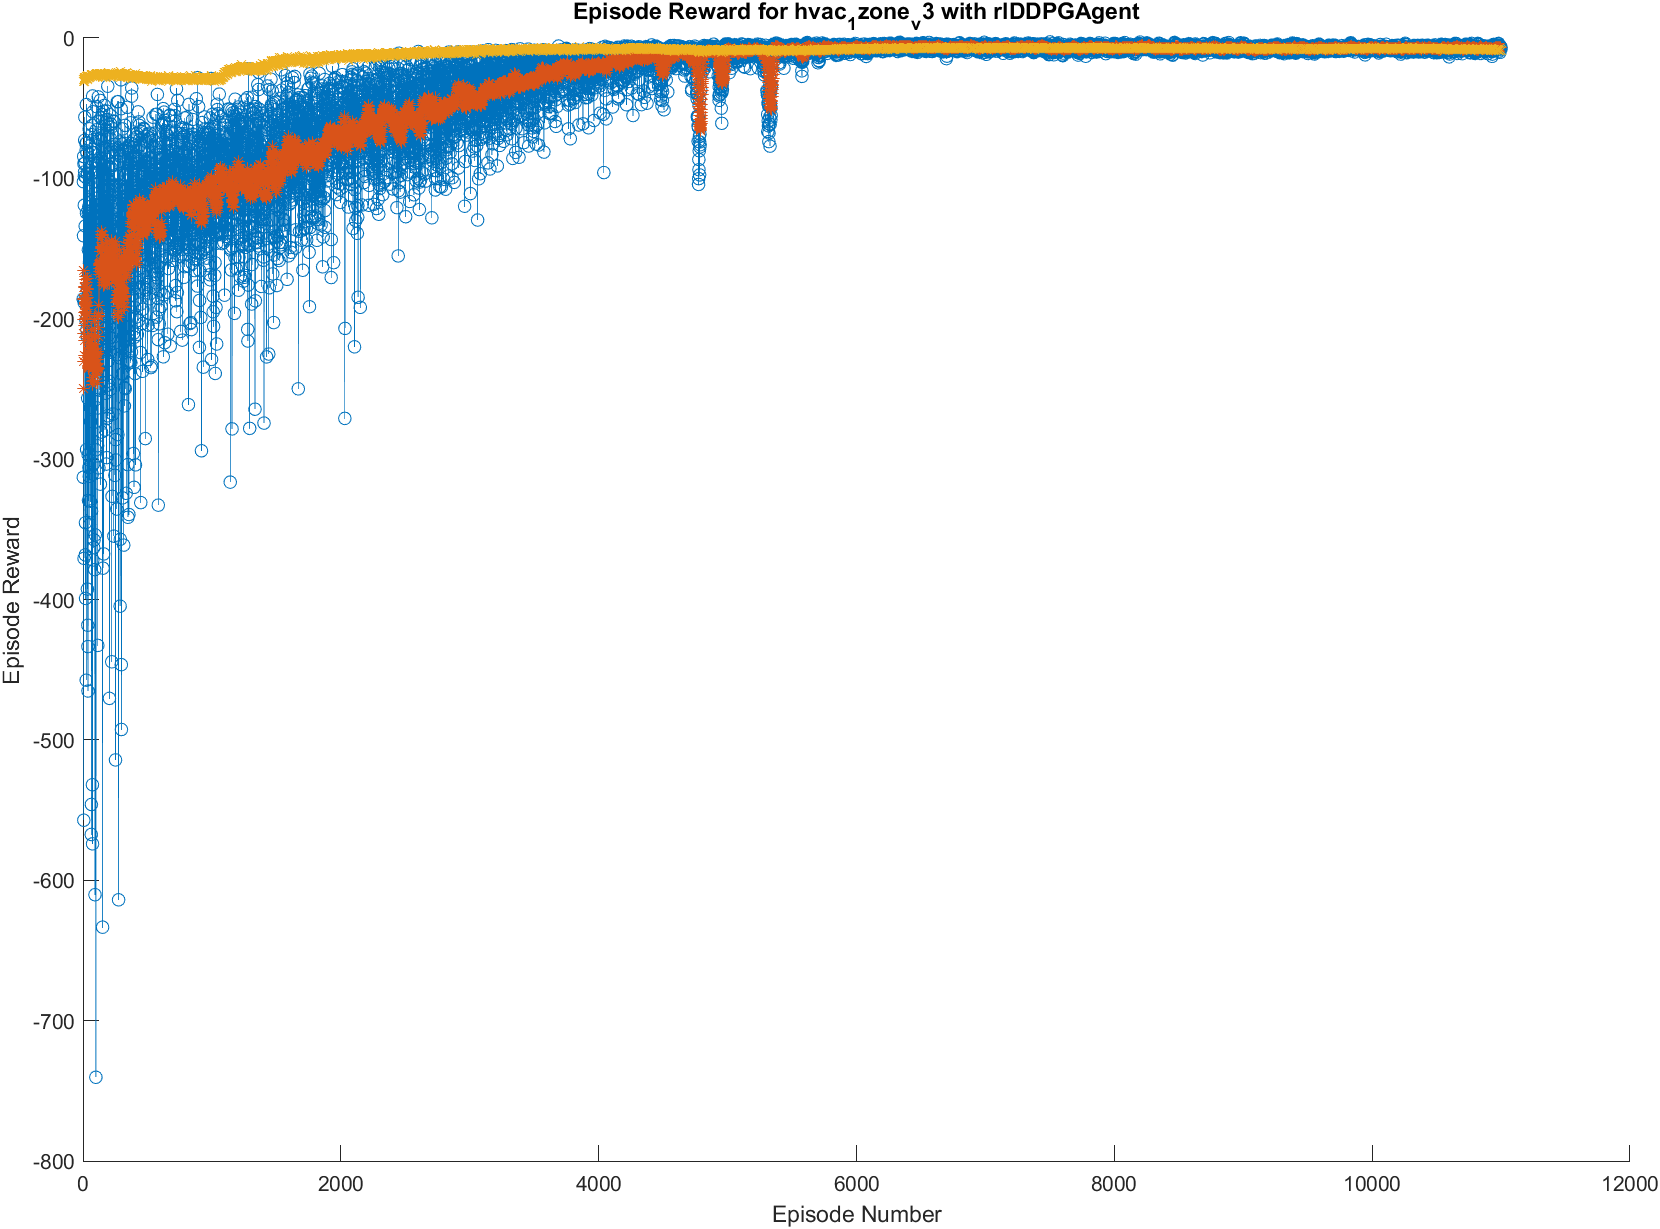 Episode Reward for hvac₁zoneᵥ3 with rlDDPGAgent
Episode Reward
0
-100
-200
-300
-400
-500
-600
-700
-800
0 2000 4000 6000 8000 10000 12000
Episode Number